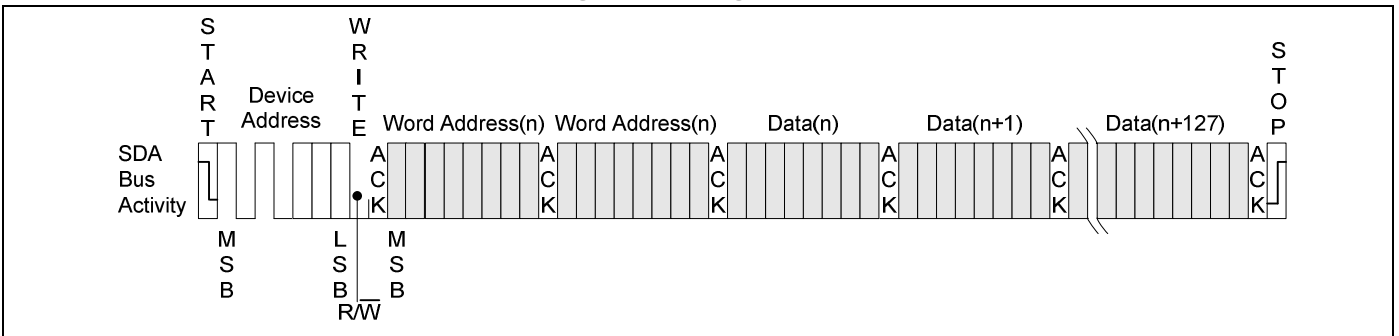 START
WRITE
STOP
Device
Address
Word Address(n) Word Address(n) Data(n) Data(n+1) Data(n+127)
SDA
Bus
Activity
ACK
ACK
ACK
ACK
ACK
ACK
MSB
LSB
MSB
R/W̅